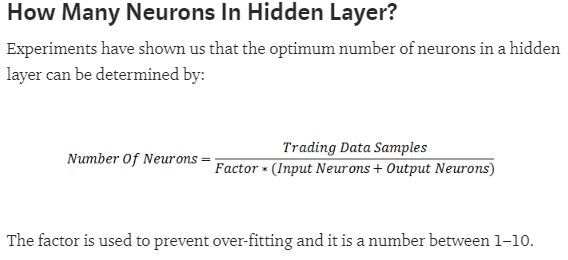 How Many Neurons In Hidden Layer?
Experiments have shown us that the optimum number of neurons in a hidden
layer can be determined by:
Number Of Neurons = Trading Data Samples / Factor * (Input Neurons + Output Neurons)
The factor is used to prevent over-fitting and it is a number between 1–10.